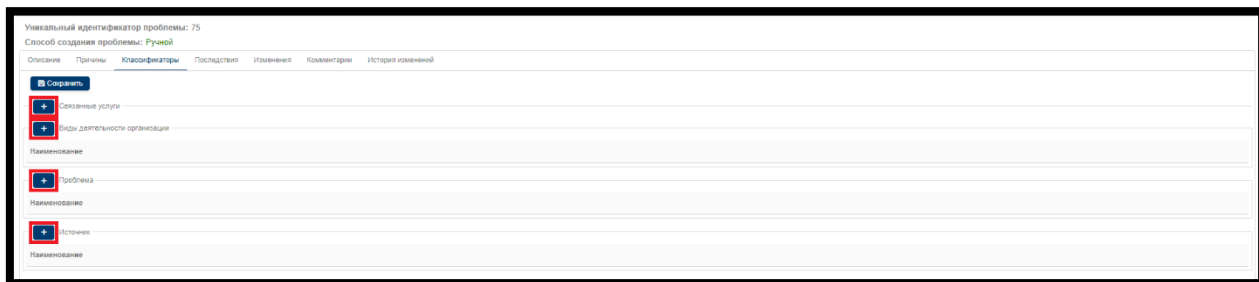 Уникальный идентификатор проблемы: 75
Способ создания проблемы: Ручной
Описание Причины Классификаторы Последствия Изменения Комментарии История изменений
Сохранить
+ Связанные услуги
+ Виды деятельности организации
Наименование
+ Проблема
Наименование
+ Источник
Наименование